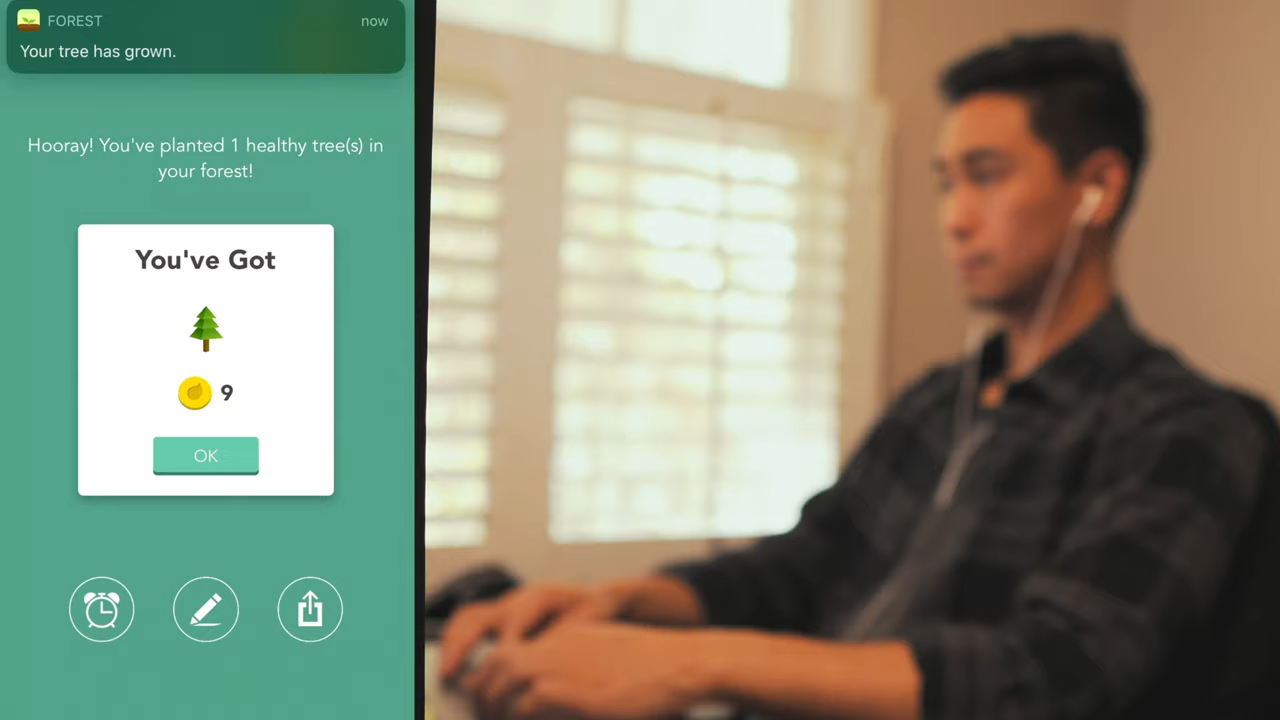 FOREST
now
Your tree has grown.
Hooray! You've planted 1 healthy tree(s) in
your forest!
You've Got
9
OK